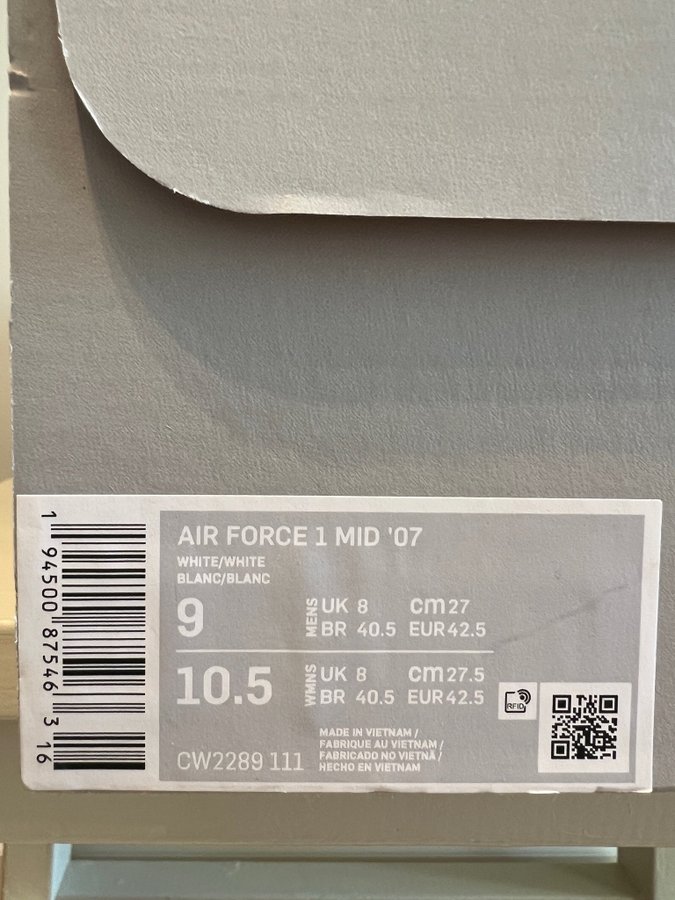 AIR FORCE 1 MID '07
WHITE/WHITE
BLANC/BLANC
9
MENS
UK 8 cm 27
BR 40.5 EUR 42.5
10.5
WMNS
UK 8 cm 27.5
BR 40.5 EUR 42.5
RFID
CW2289 111
MADE IN VIETNAM /
FABRIQUE AU VIETNAM /
FABRICADO NO VIETNÃ /
HECHO EN VIETNAM
1 94500 87546 3 16